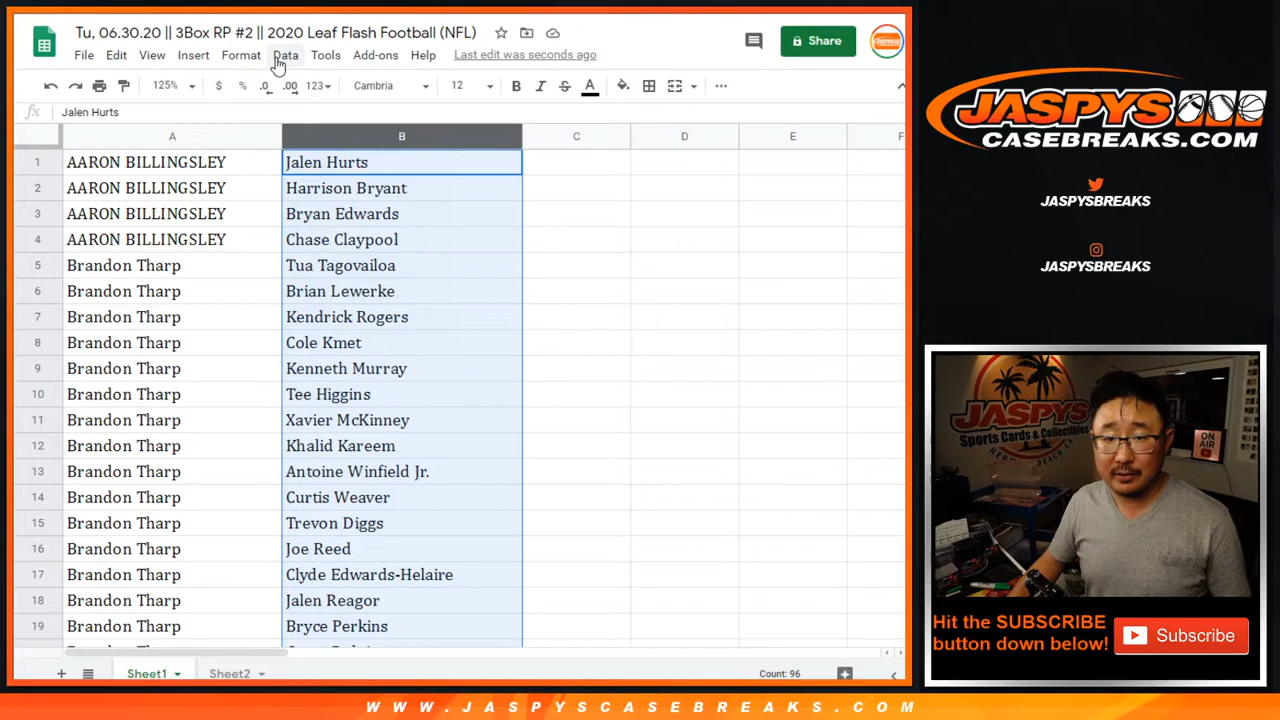 Tu, 06.30.20 || 3Box RP #2 || 2020 Leaf Flash Football (NFL)
File Edit View Insert Format Data Tools Add-ons Help Last edit was seconds ago
Share
125% $ % .0 .00 123 Cambria 12 B I S A
fx Jalen Hurts
A B C D E F
1 AARON BILLINGSLEY Jalen Hurts
2 AARON BILLINGSLEY Harrison Bryant
3 AARON BILLINGSLEY Bryan Edwards
4 AARON BILLINGSLEY Chase Claypool
5 Brandon Tharp Tua Tagovailoa
6 Brandon Tharp Brian Lewerke
7 Brandon Tharp Kendrick Rogers
8 Brandon Tharp Cole Kmet
9 Brandon Tharp Kenneth Murray
10 Brandon Tharp Tee Higgins
11 Brandon Tharp Xavier McKinney
12 Brandon Tharp Khalid Kareem
13 Brandon Tharp Antoine Winfield Jr.
14 Brandon Tharp Curtis Weaver
15 Brandon Tharp Trevon Diggs
16 Brandon Tharp Joe Reed
17 Brandon Tharp Clyde Edwards-Helaire
18 Brandon Tharp Jalen Reagor
19 Brandon Tharp Bryce Perkins
Sheet1 Sheet2 Count: 96
JASPYS
CASEBREAKS.COM
JASPYSBREAKS
JASPYSBREAKS
JASPYS
Sports Cards & Collectibles
ON AIR
Hit the SUBSCRIBE
button down below!
Subscribe
WWW.JASPYSCASEBREAKS.COM